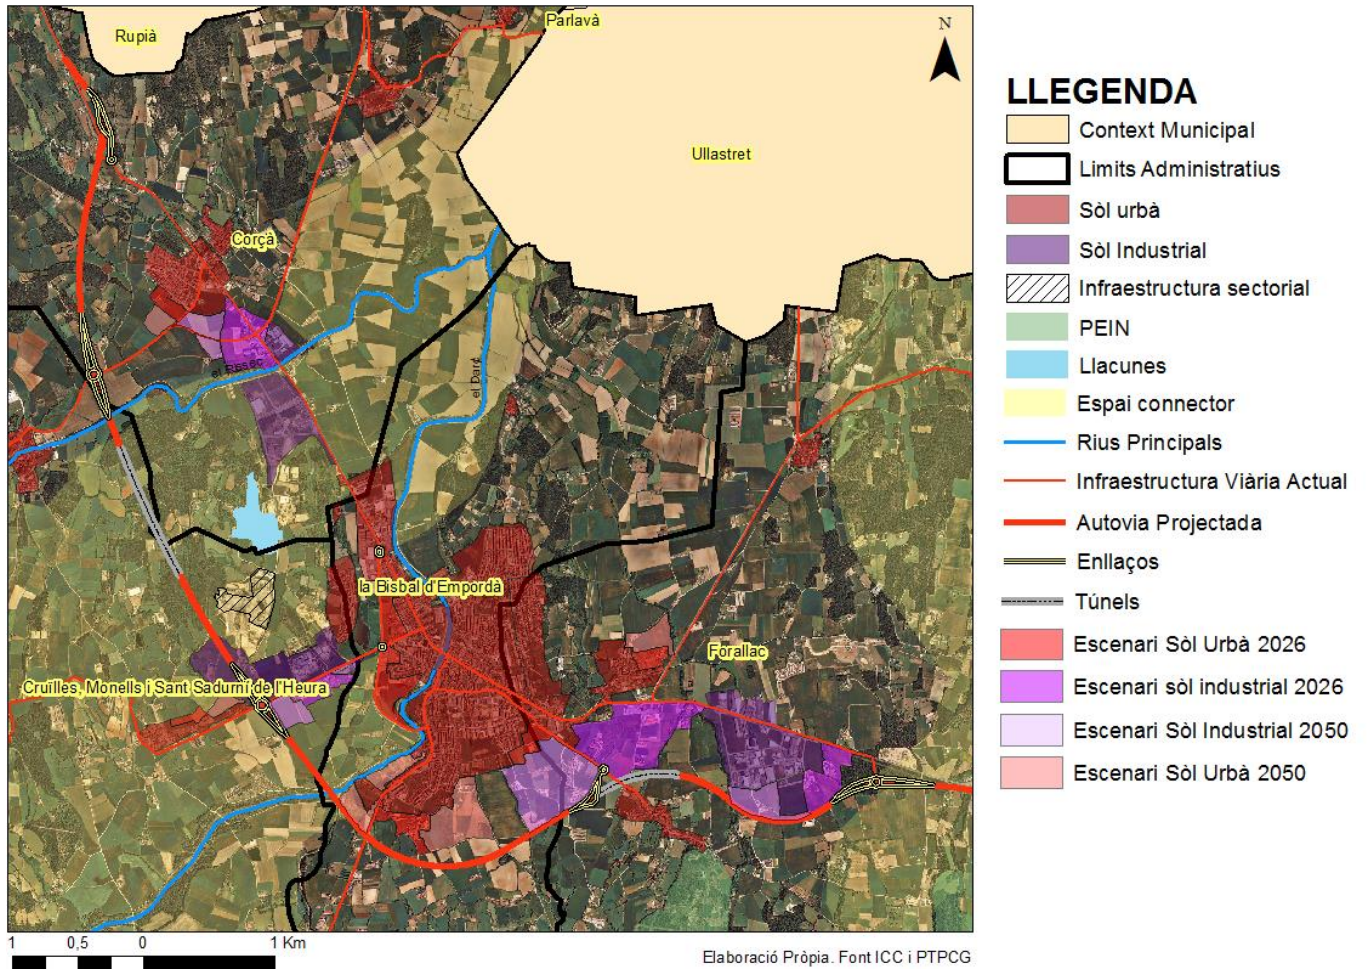 Rupià
Parlavà
N
Ullastret
Corçà
el Ressec
el Daró
la Bisbal d'Empordà
Forallac
Cruïlles, Monells i Sant Sadurní de l'Heura
1 0,5 0 1 Km
Elaboració Pròpia. Font ICC i PTPCG
LLEGENDA
Context Municipal
Limits Administratius
Sòl urbà
Sòl Industrial
Infraestructura sectorial
PEIN
Llacunes
Espai connector
Rius Principals
Infraestructura Viària Actual
Autovia Projectada
Enllaços
Túnels
Escenari Sòl Urbà 2026
Escenari sòl industrial 2026
Escenari Sòl Industrial 2050
Escenari Sòl Urbà 2050